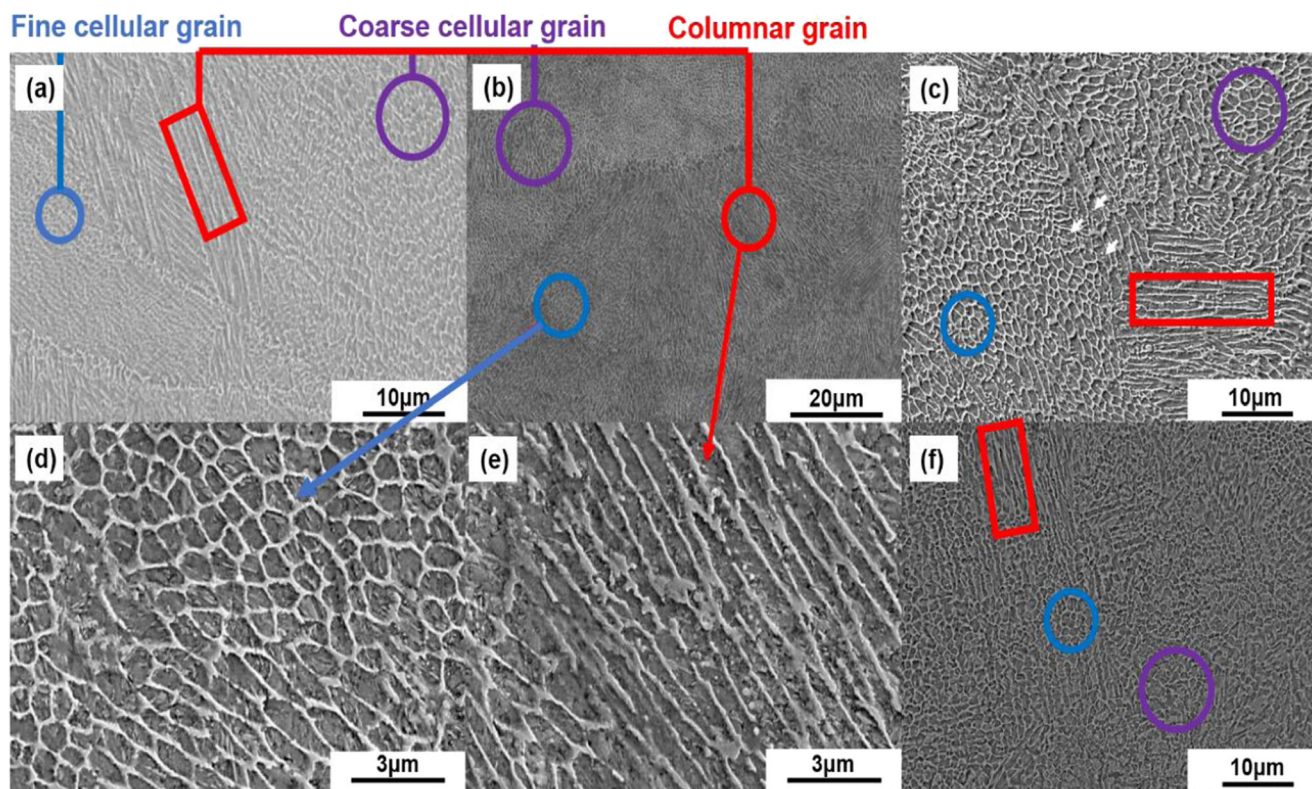 Fine cellular grain Coarse cellular grain Columnar grain
(a) (b) (c)
10μm 20μm 10μm
(d) (e) (f)
3μm 3μm 10μm